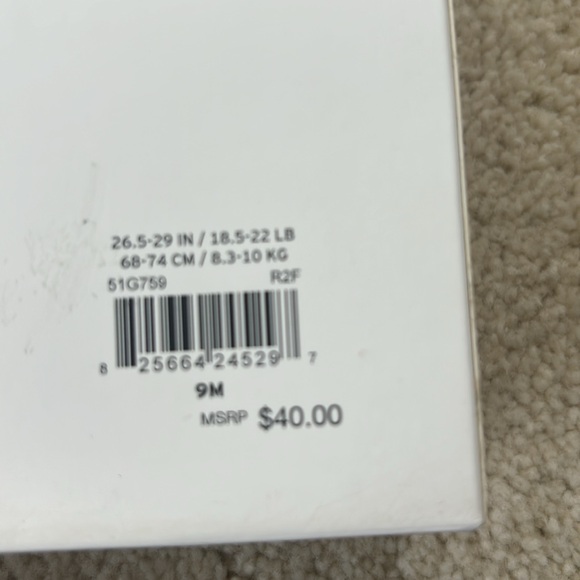 26.5-29 IN / 18.5-22 LB
68-74 CM / 8.3-10 KG
51G759 R2F
8 25664 24529 7
9M
MSRP $40.00